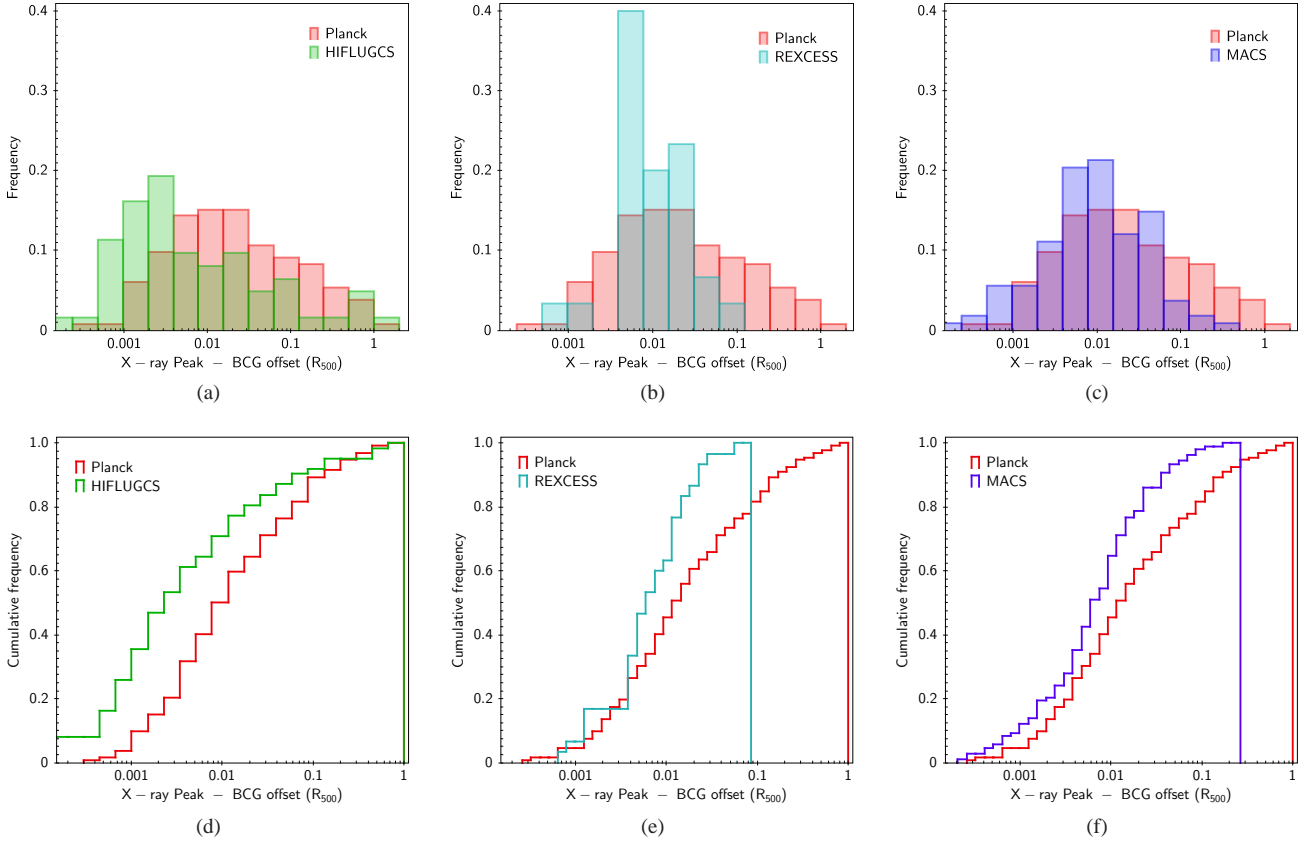 0.4
0.3
0.2
0.1
0
Frequency
Planck
HIFLUGCS
0.001
0.01
0.1
1
X – ray Peak – BCG offset (R500)
(a)
0.4
0.3
0.2
0.1
0
Frequency
Planck
REXCESS
0.001
0.01
0.1
1
X – ray Peak – BCG offset (R500)
(b)
0.4
0.3
0.2
0.1
0
Frequency
Planck
MACS
0.001
0.01
0.1
1
X – ray Peak – BCG offset (R500)
(c)
1.0
0.8
0.6
0.4
0.2
0
Cumulative frequency
Planck
HIFLUGCS
0.001
0.01
0.1
1
X – ray Peak – BCG offset (R500)
(d)
1.0
0.8
0.6
0.4
0.2
0
Cumulative frequency
Planck
REXCESS
0.001
0.01
0.1
1
X – ray Peak – BCG offset (R500)
(e)
1.0
0.8
0.6
0.4
0.2
0
Cumulative frequency
Planck
MACS
0.001
0.01
0.1
1
X – ray Peak – BCG offset (R500)
(f)